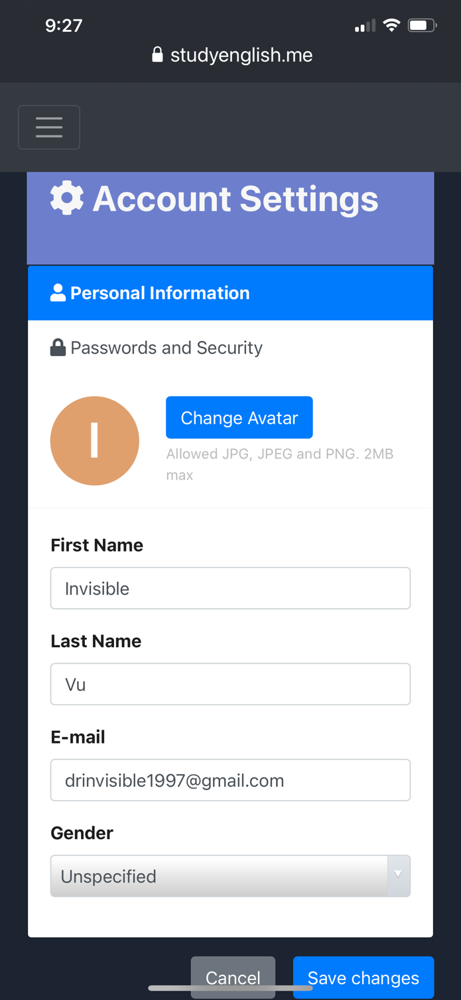 9:27
studyenglish.me
Account Settings
Personal Information
Passwords and Security
I
Change Avatar
Allowed JPG, JPEG and PNG. 2MB
max
First Name
Invisible
Last Name
Vu
E-mail
drinvisible1997@gmail.com
Gender
Unspecified
Cancel
Save changes